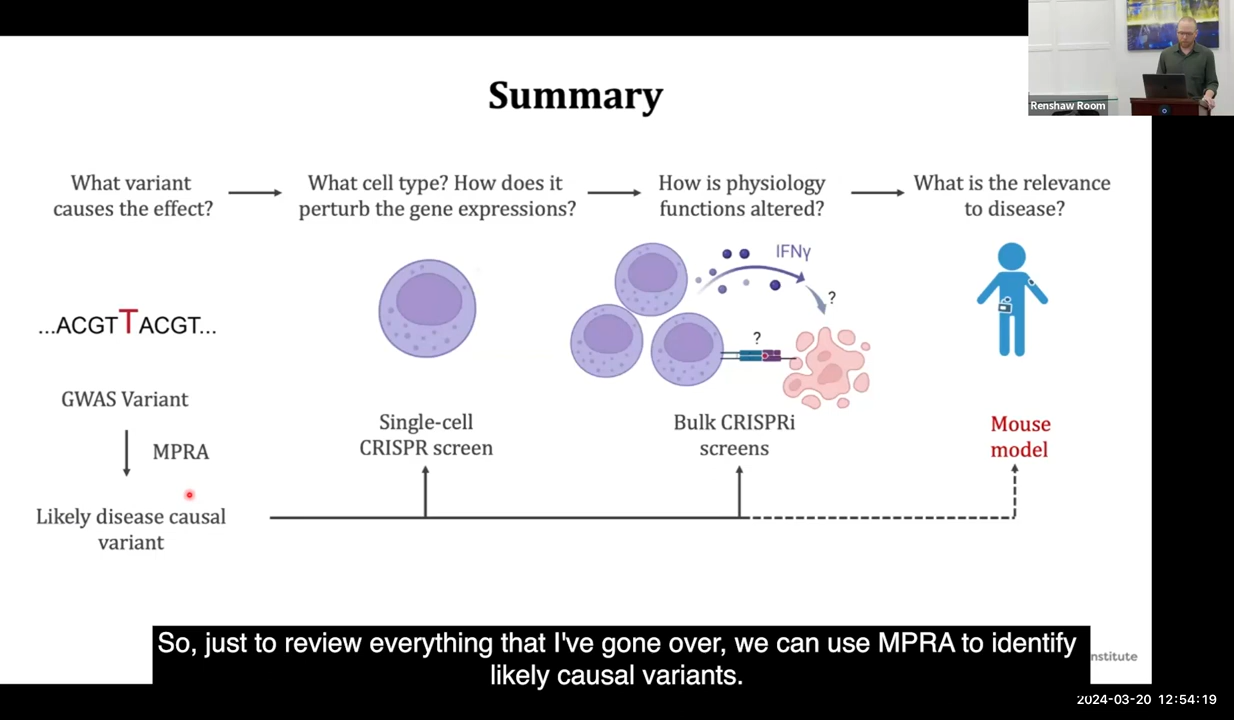 Summary
Renshaw Room
What variant
causes the effect?
What cell type? How does it
perturb the gene expressions?
How is physiology
functions altered?
What is the relevance
to disease?
IFNγ
?
?
...ACGTTACGT...
GWAS Variant
MPRA
Likely disease causal
variant
Single-cell
CRISPR screen
Bulk CRISPRi
screens
Mouse
model
So, just to review everything that I've gone over, we can use MPRA to identify
likely causal variants.
nstitute
2024-03-20 12:54:19